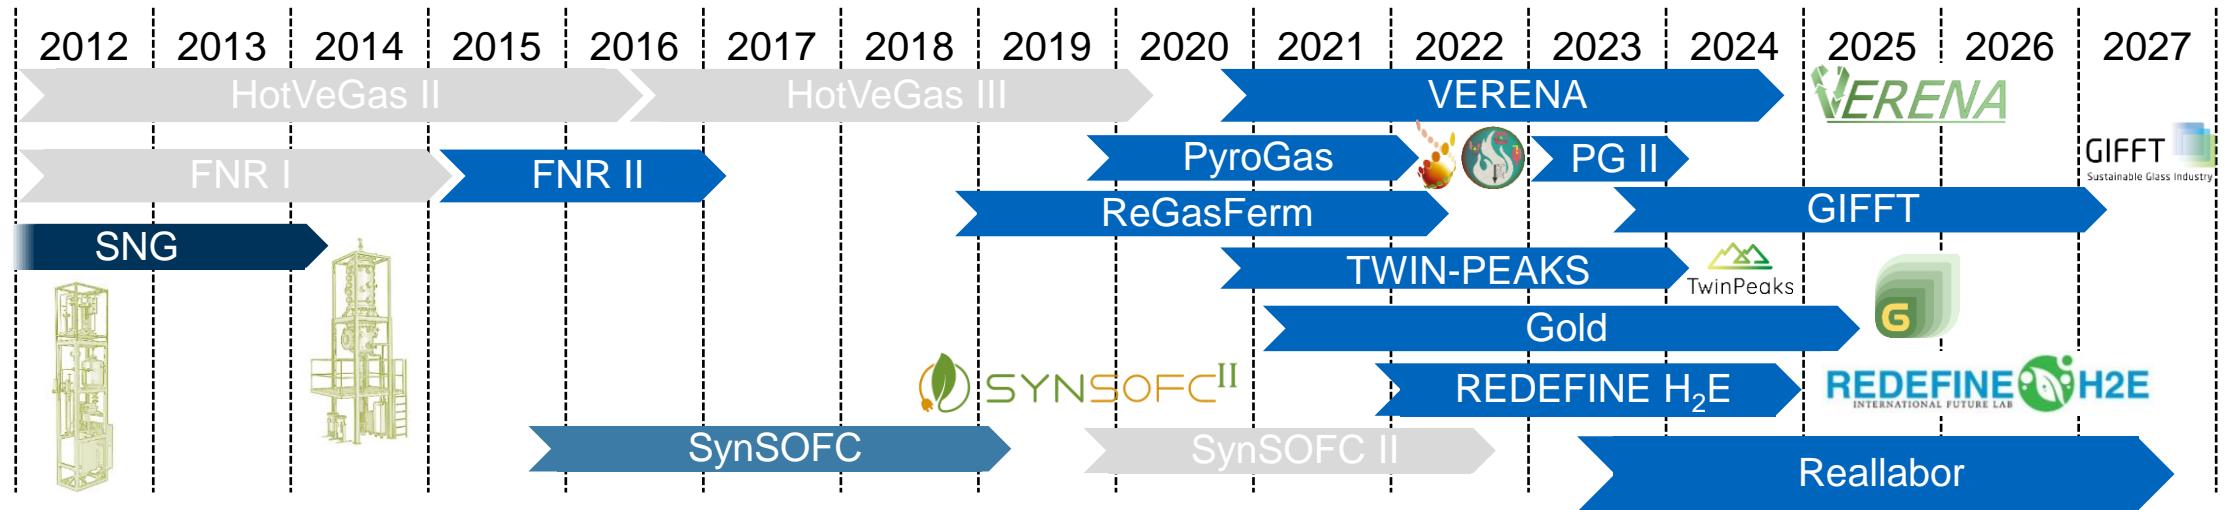 2012 2013 2014 2015 2016 2017 2018 2019 2020 2021 2022 2023 2024 2025 2026 2027
HotVeGas II HotVeGas III VERENA VERENA
FNR I FNR II PyroGas PG II GIFFT
Sustainable Glass Industry
ReGasFerm GIFFT
SNG TWIN-PEAKS TwinPeaks
Gold G
SYNSOFC II REDEFINE H2E REDEFINE H2E
INTERNATIONAL FUTURE LAB
SynSOFC SynSOFC II Reallabor